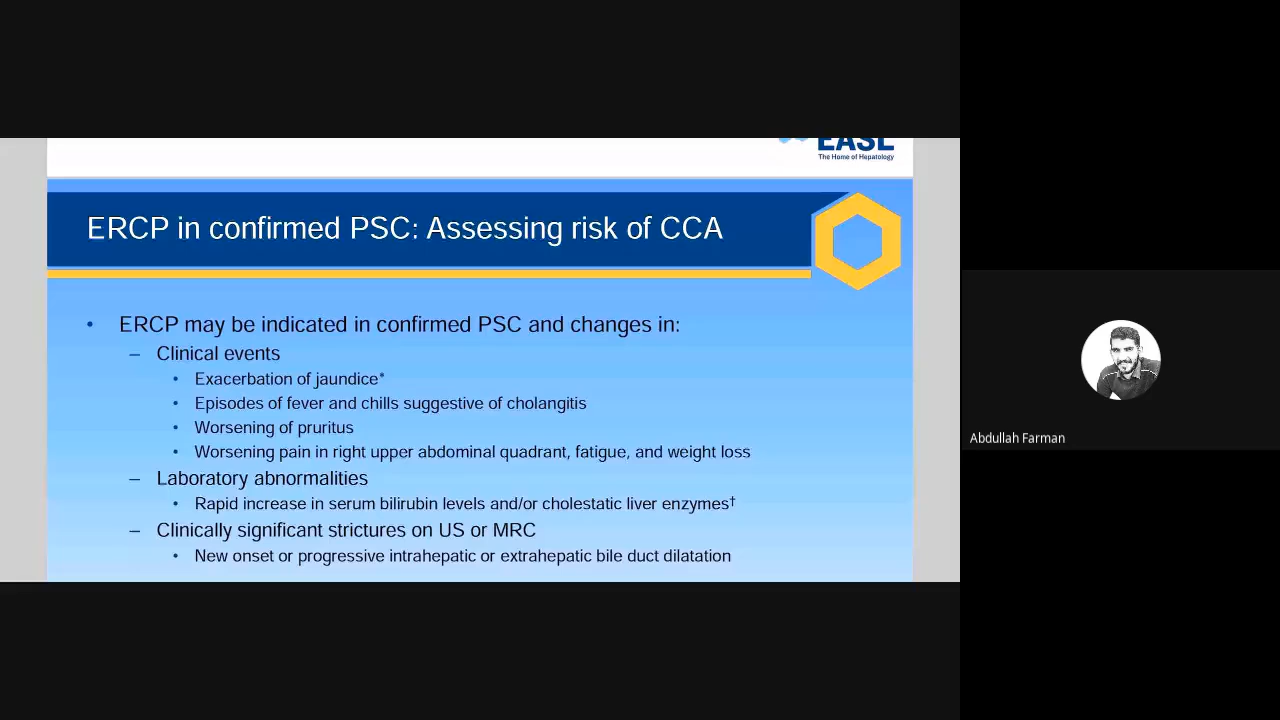 EASL
The Home of Hepatology
ERCP in confirmed PSC: Assessing risk of CCA
• ERCP may be indicated in confirmed PSC and changes in:
– Clinical events
• Exacerbation of jaundice*
• Episodes of fever and chills suggestive of cholangitis
• Worsening of pruritus
• Worsening pain in right upper abdominal quadrant, fatigue, and weight loss
– Laboratory abnormalities
• Rapid increase in serum bilirubin levels and/or cholestatic liver enzymes†
– Clinically significant strictures on US or MRC
• New onset or progressive intrahepatic or extrahepatic bile duct dilatation
Abdullah Farman